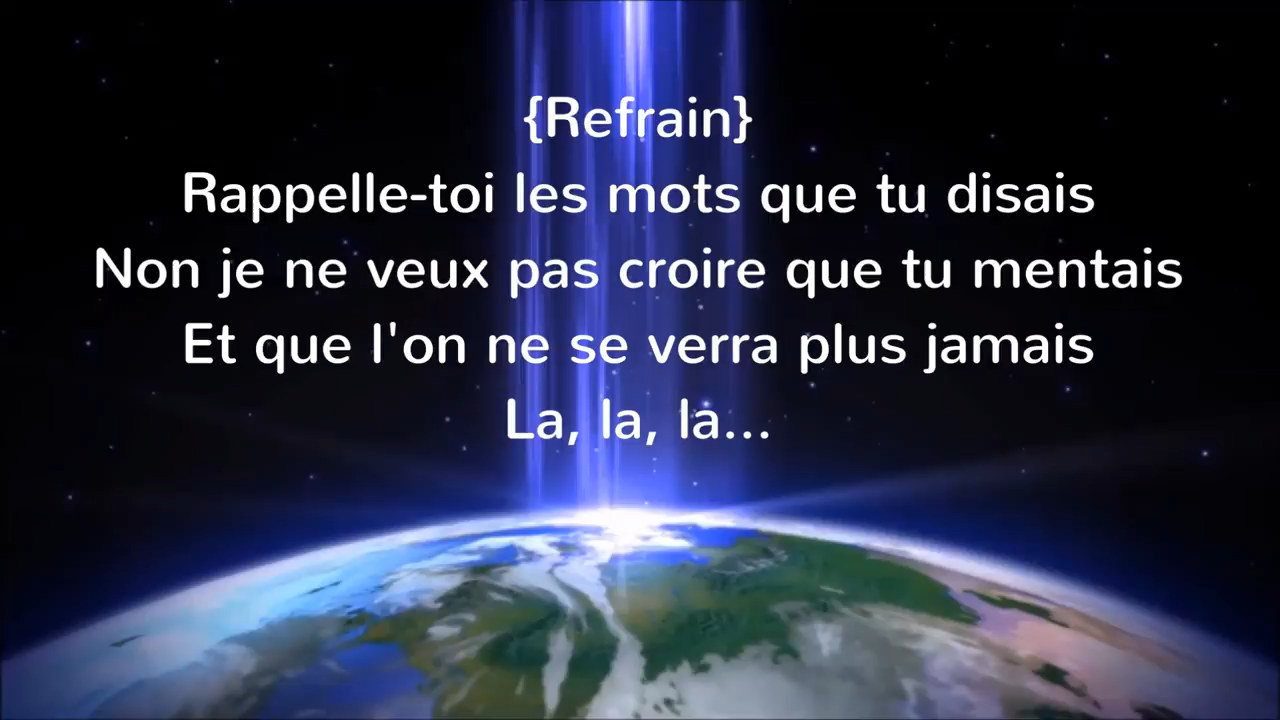 {Refrain}
Rappelle-toi les mots que tu disais
Non je ne veux pas croire que tu mentais
Et que l'on ne se verra plus jamais
La, la, la...